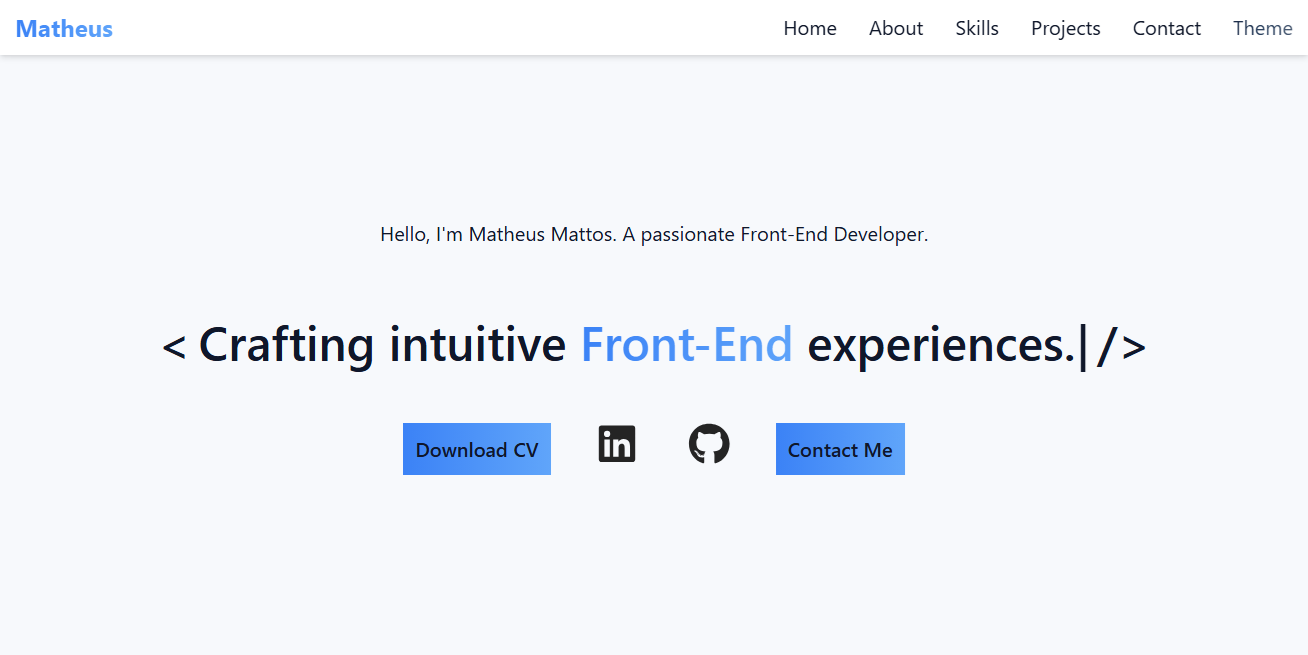 Matheus Home About Skills Projects Contact Theme
Hello, I'm Matheus Mattos. A passionate Front-End Developer.
< Crafting intuitive Front-End experiences.| />
Download CV in Contact Me